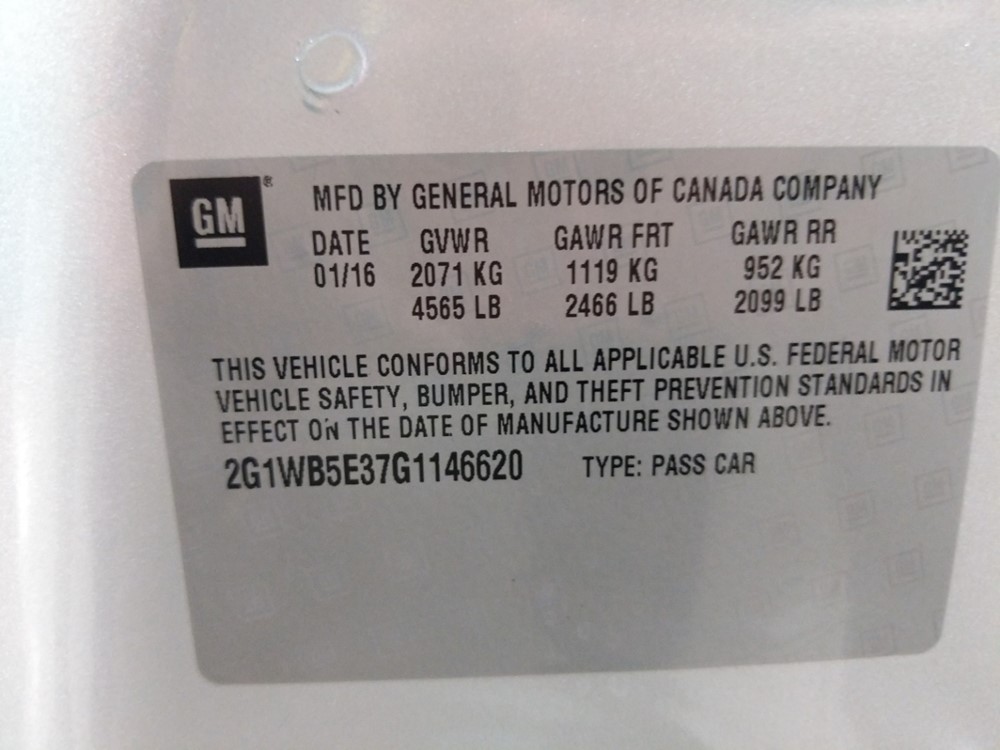 GM®
MFD BY GENERAL MOTORS OF CANADA COMPANY
DATE GVWR GAWR FRT GAWR RR
01/16 2071 KG 1119 KG 952 KG
4565 LB 2466 LB 2099 LB
THIS VEHICLE CONFORMS TO ALL APPLICABLE U.S. FEDERAL MOTOR
VEHICLE SAFETY, BUMPER, AND THEFT PREVENTION STANDARDS IN
EFFECT ON THE DATE OF MANUFACTURE SHOWN ABOVE.
2G1WB5E37G1146620 TYPE: PASS CAR